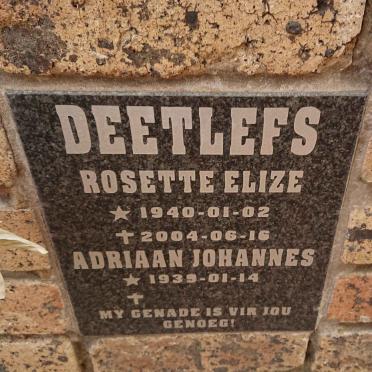 DEETLEFS
ROSETTE ELIZE
★ 1940-01-02
✝ 2004-06-16
ADRIAAN JOHANNES
★ 1939-01-14
✝
MY GENADE IS VIR JOU
GENOEG!